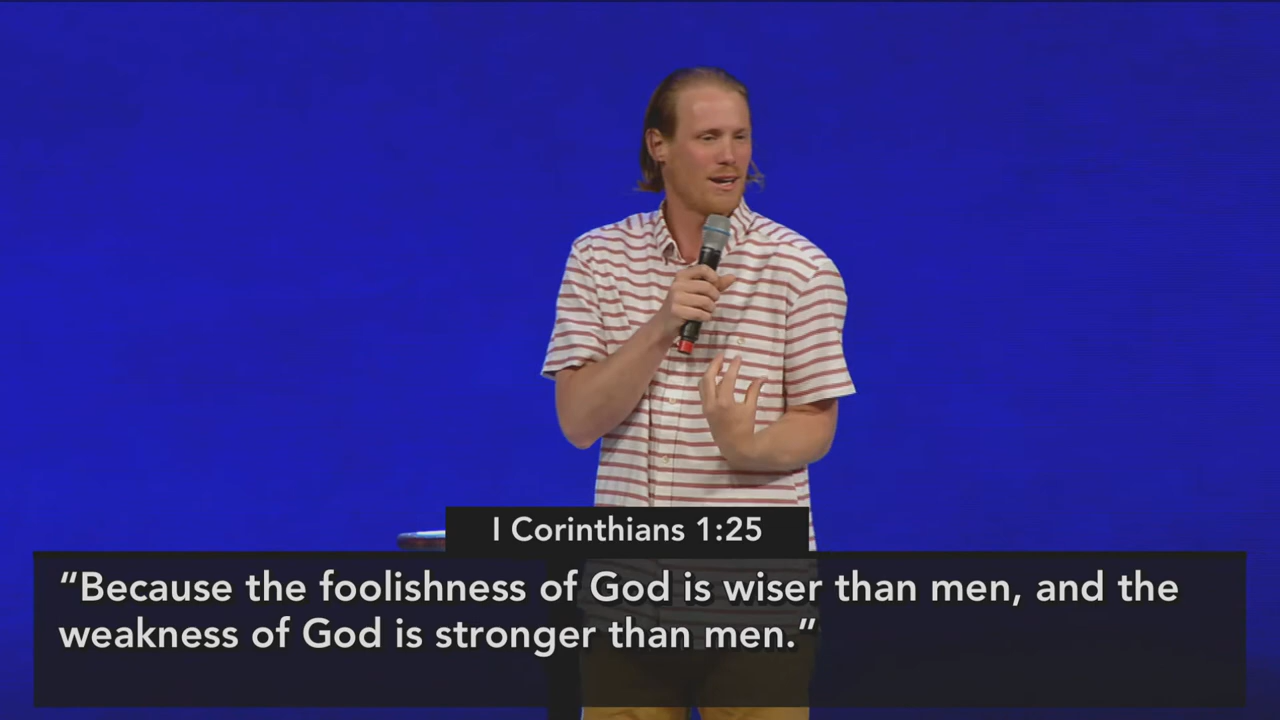 I Corinthians 1:25
“Because the foolishness of God is wiser than men, and the
weakness of God is stronger than men.”